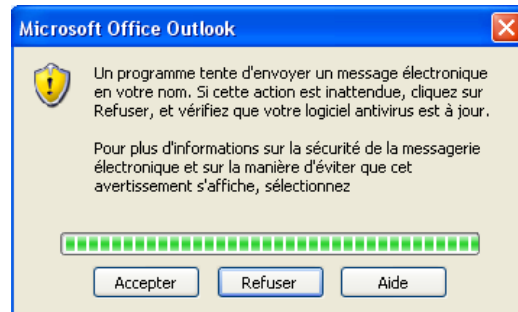 Microsoft Office Outlook
Un programme tente d'envoyer un message électronique
en votre nom. Si cette action est inattendue, cliquez sur
Refuser, et vérifiez que votre logiciel antivirus est à jour.
Pour plus d'informations sur la sécurité de la messagerie
électronique et sur la manière d'éviter que cet
avertissement s'affiche, sélectionnez
Accepter Refuser Aide